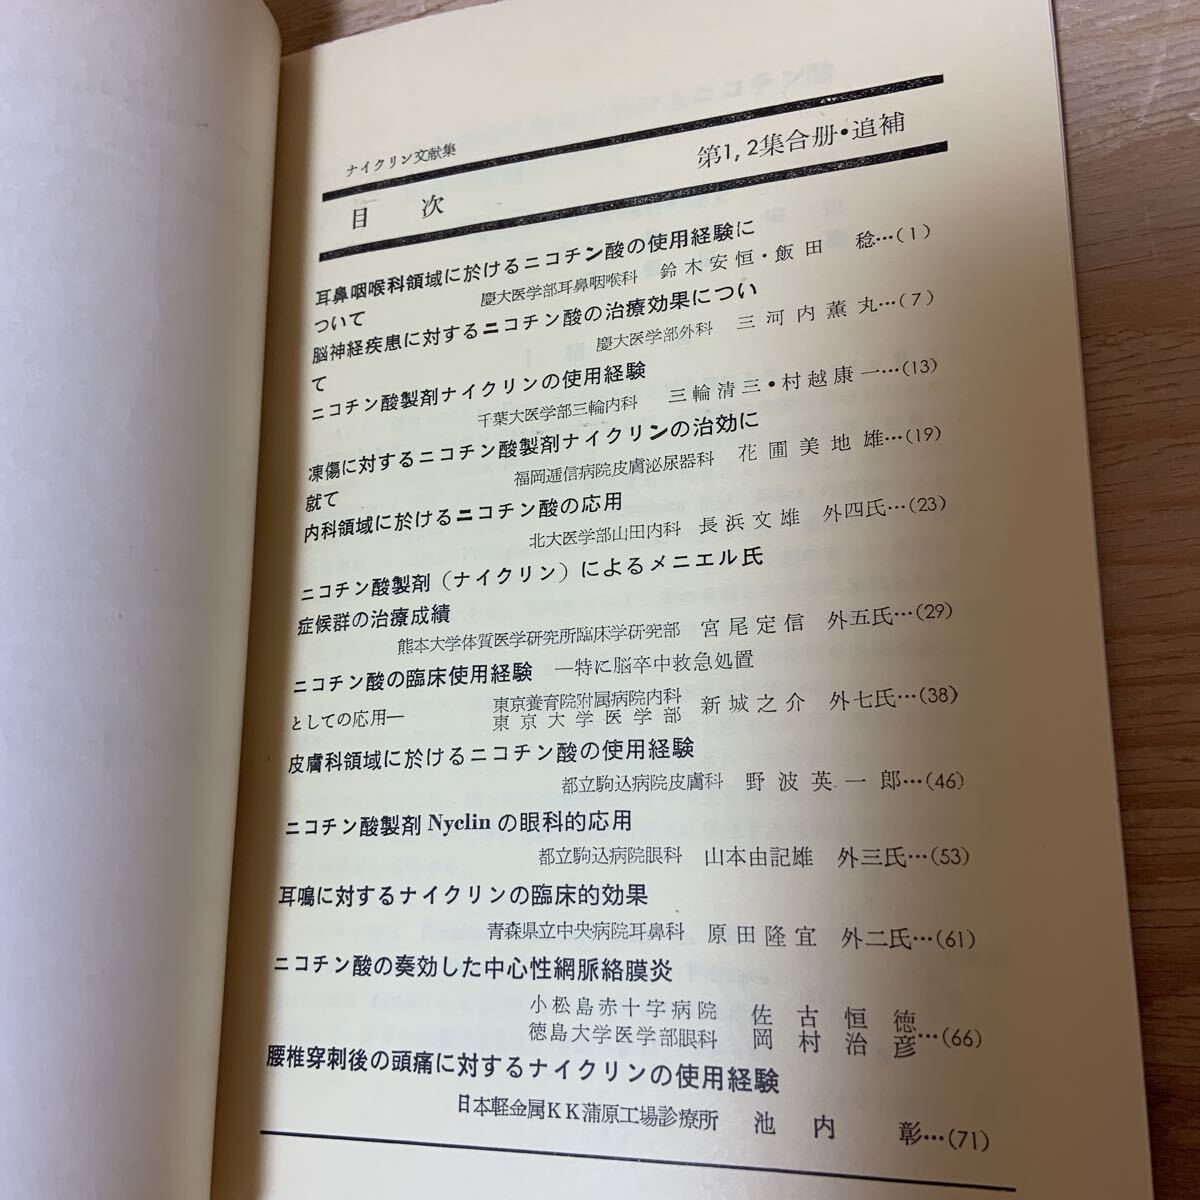 ナイクリン文献集
第1,2集合册・追補
目 次
耳鼻咽喉科領域に於けるニコチン酸の使用経験に
ついて
慶大医学部耳鼻咽喉科 鈴木安恒・飯田 稔…(1)
脳神経疾患に対するニコチン酸の治療効果につい
て
慶大医学部外科 三河内薫丸…(7)
ニコチン酸製剤ナイクリンの使用経験
千葉大医学部三輪内科 三輪清三・村越康一…(13)
凍傷に対するニコチン酸製剤ナイクリンの治効に
就て
福岡逓信病院皮膚泌尿器科 花圃美地雄…(19)
内科領域に於けるニコチン酸の応用
北大医学部山田内科 長浜文雄 外四氏…(23)
ニコチン酸製剤(ナイクリン)によるメニエル氏
症候群の治療成績
熊本大学体質医学研究所臨床学研究部 宮尾定信 外五氏…(29)
ニコチン酸の臨床使用経験 ―特に脳卒中救急処置
としての応用―
東京養育院附属病院内科
東京大学医学部 新城之介 外七氏…(38)
皮膚科領域に於けるニコチン酸の使用経験
都立駒込病院皮膚科 野波英一郎…(46)
ニコチン酸製剤 Nyclin の眼科的応用
都立駒込病院眼科 山本由記雄 外三氏…(53)
耳鳴に対するナイクリンの臨床的効果
青森県立中央病院耳鼻科 原田隆宜 外二氏…(61)
ニコチン酸の奏効した中心性網脈絡膜炎
小松島赤十字病院 佐古恒徳
徳島大学医学部眼科 岡村治彦…(66)
腰椎穿刺後の頭痛に対するナイクリンの使用経験
日本軽金属KK蒲原工場診療所 池内 彰…(71)